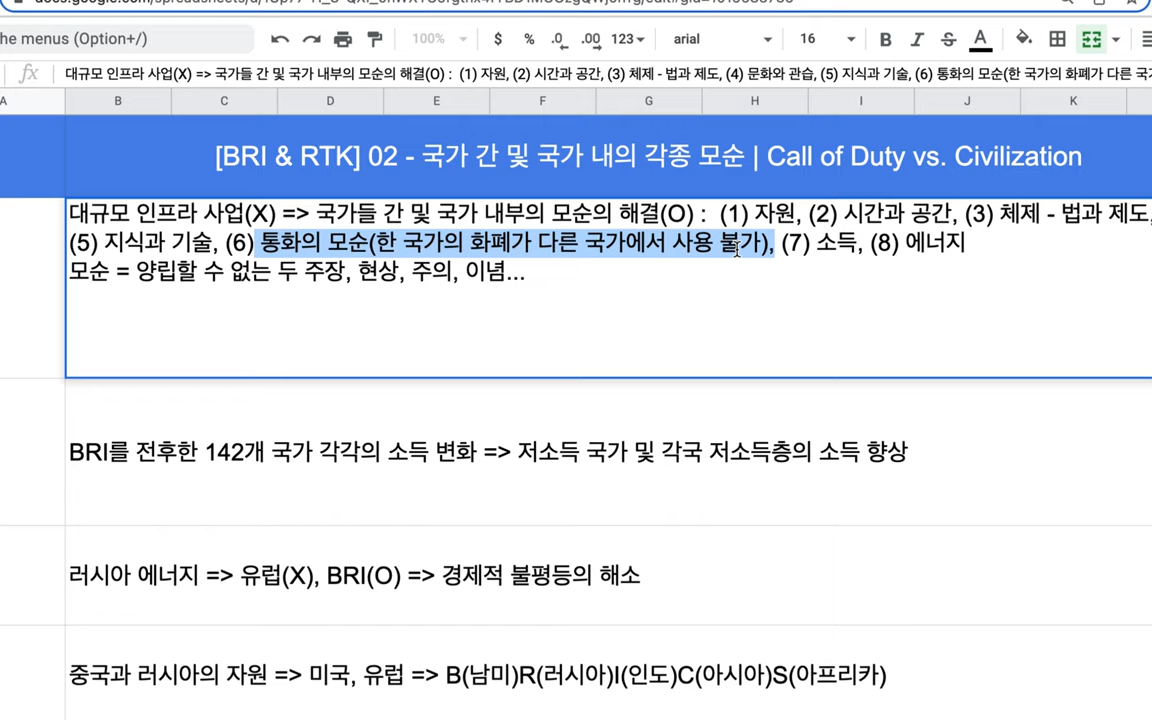 he menus (Option+/)
100% $ % .0 .00 123 arial 16 B I S A
fx 대규모 인프라 사업(X) => 국가들 간 및 국가 내부의 모순의 해결(O) : (1) 자원, (2) 시간과 공간, (3) 체제 - 법과 제도, (4) 문화와 관습, (5) 지식과 기술, (6) 통화의 모순(한 국가의 화폐가 다른
A B C D E F G H I J K
[BRI & RTK] 02 - 국가 간 및 국가 내의 각종 모순 | Call of Duty vs. Civilization
대규모 인프라 사업(X) => 국가들 간 및 국가 내부의 모순의 해결(O) : (1) 자원, (2) 시간과 공간, (3) 체제 - 법과 제도,
(5) 지식과 기술, (6) 통화의 모순(한 국가의 화폐가 다른 국가에서 사용 불가), (7) 소득, (8) 에너지
모순 = 양립할 수 없는 두 주장, 현상, 주의, 이념...
BRI를 전후한 142개 국가 각각의 소득 변화 => 저소득 국가 및 각국 저소득층의 소득 향상
러시아 에너지 => 유럽(X), BRI(O) => 경제적 불평등의 해소
중국과 러시아의 자원 => 미국, 유럽 => B(남미)R(러시아)I(인도)C(아시아)S(아프리카)